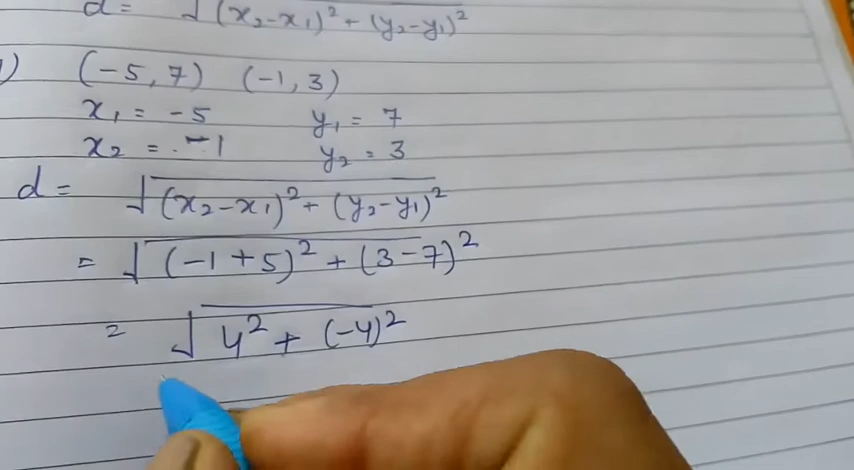 d = √(x₂-x₁)² + (y₂-y₁)²
) (-5, 7) (-1, 3)
x₁ = -5 y₁ = 7
x₂ = -1 y₂ = 3
d = √(x₂-x₁)² + (y₂-y₁)²
= √(-1+5)² + (3-7)²
= √4² + (-4)²